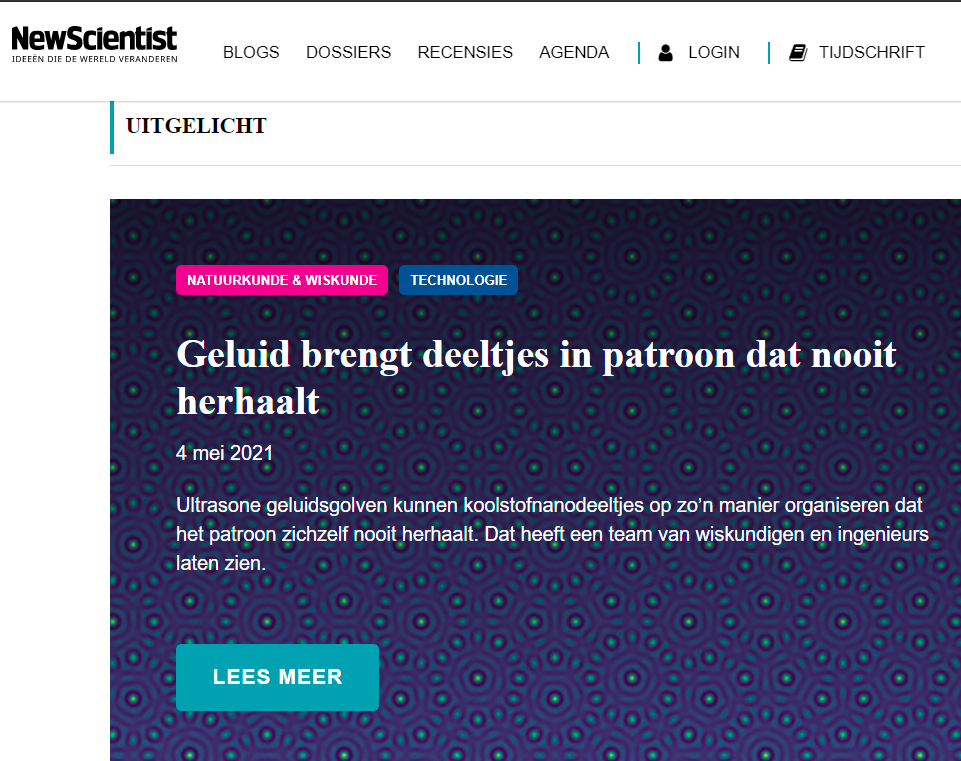 NewScientist
IDEEËN DIE DE WERELD VERANDEREN
BLOGS DOSSIERS RECENSIES AGENDA LOGIN TIJDSCHRIFT
UITGELICHT
NATUURKUNDE & WISKUNDE TECHNOLOGIE
Geluid brengt deeltjes in patroon dat nooit
herhaalt
4 mei 2021
Ultrasone geluidsgolven kunnen koolstofnanodeeltjes op zo’n manier organiseren dat
het patroon zichzelf nooit herhaalt. Dat heeft een team van wiskundigen en ingenieurs
laten zien.
LEES MEER